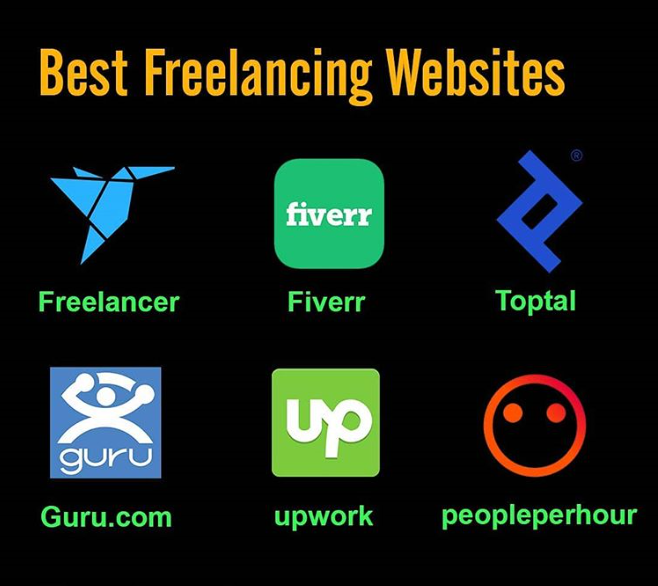 Best Freelancing Websites
fiverr
®
Freelancer
Fiverr
Toptal
guru
up
Guru.com
upwork
peopleperhour